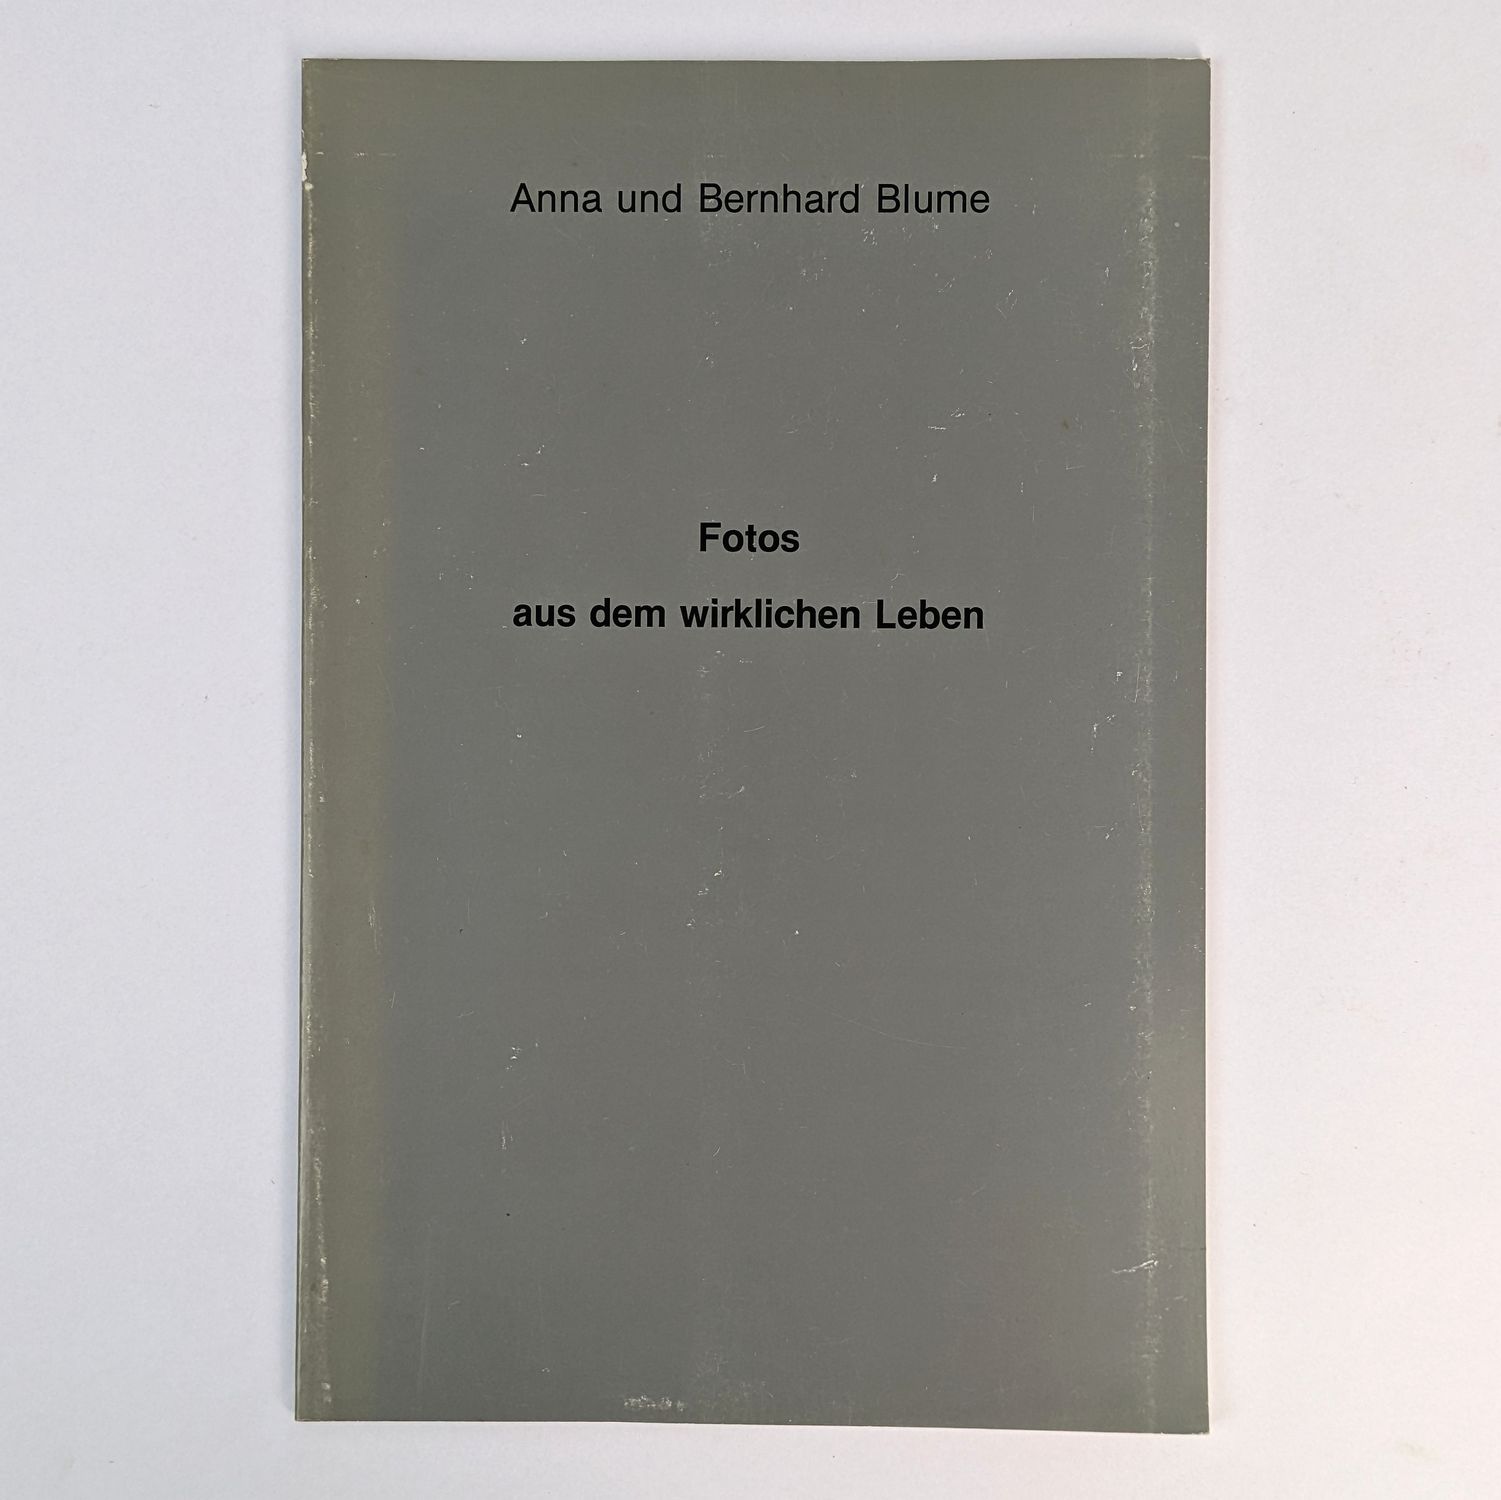 Anna und Bernhard Blume
Fotos
aus dem wirklichen Leben